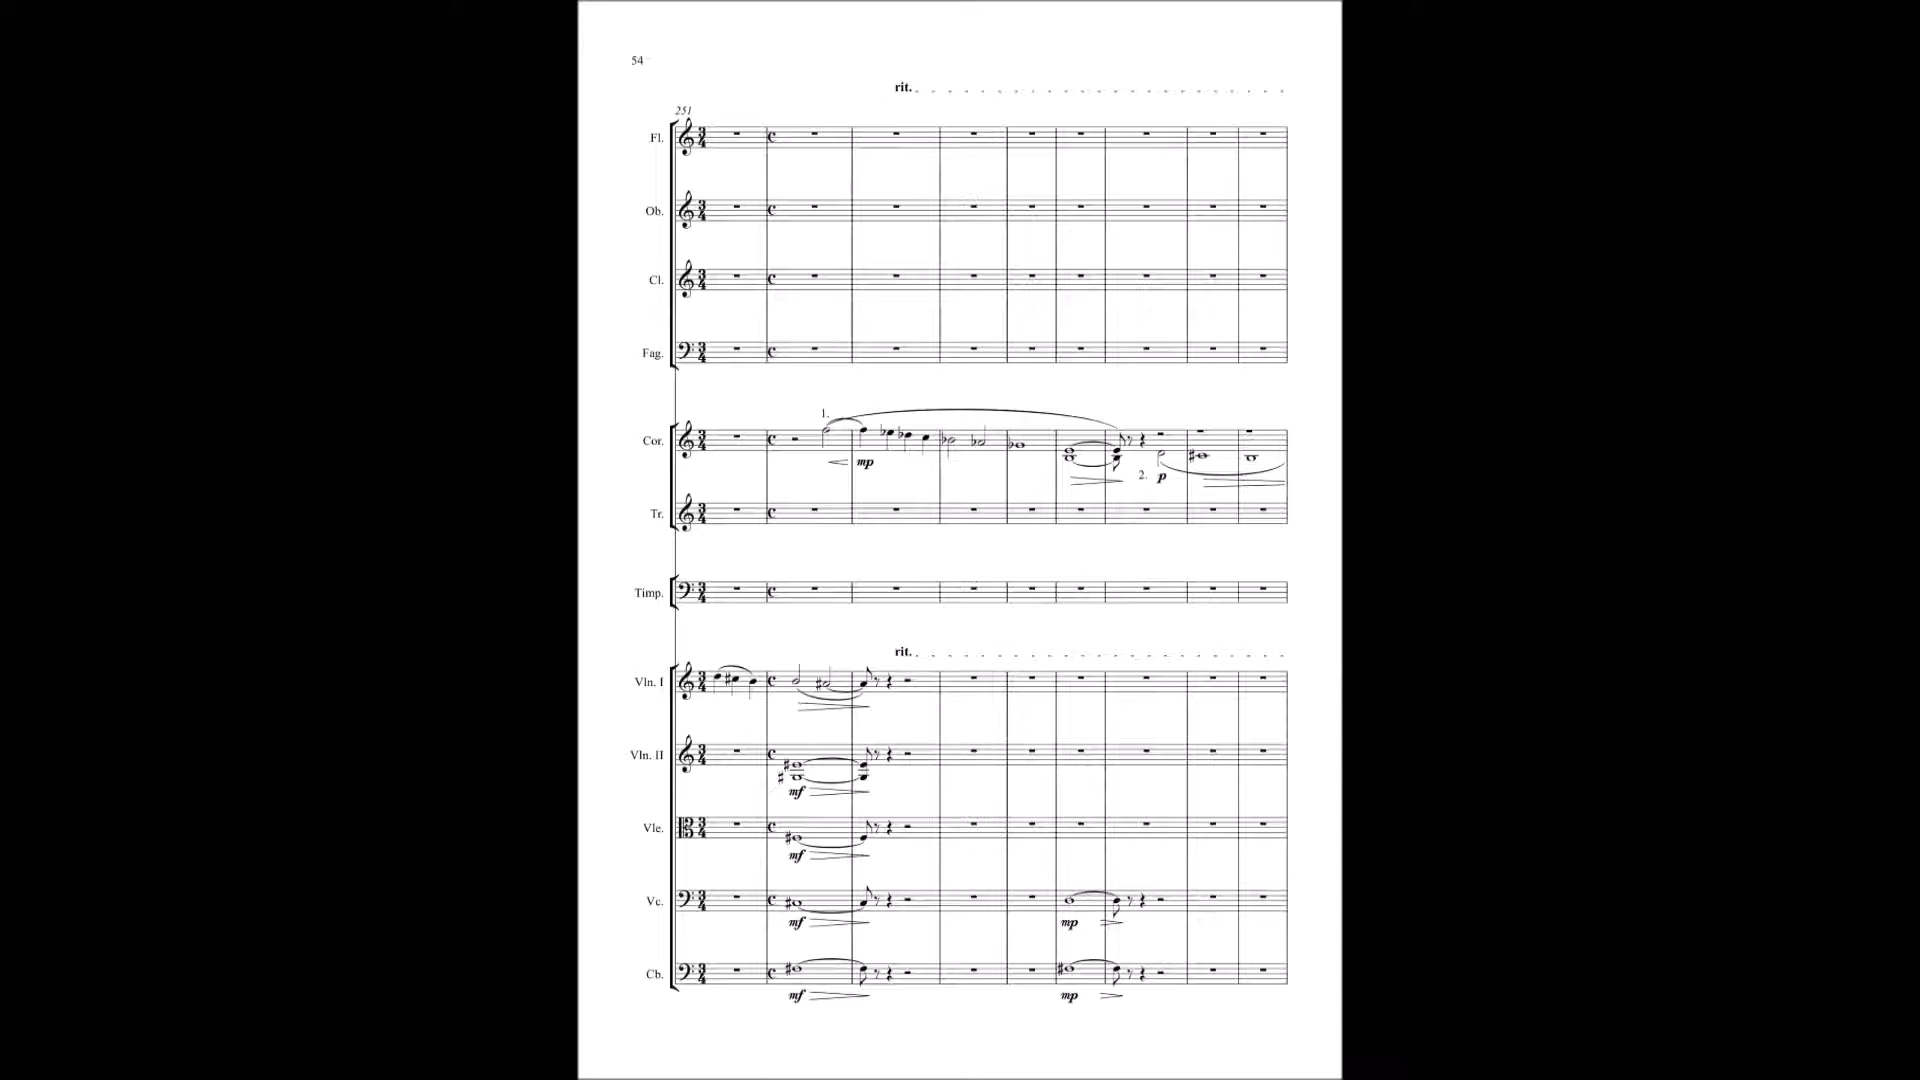 54
rit.
251
Fl.
Ob.
Cl.
Fag.
1.
Cor.
mp
2. p
Tr.
Timp.
rit.
Vln. I
Vln. II
mf
Vle.
mf
Vc.
mf mp
Cb.
mf mp